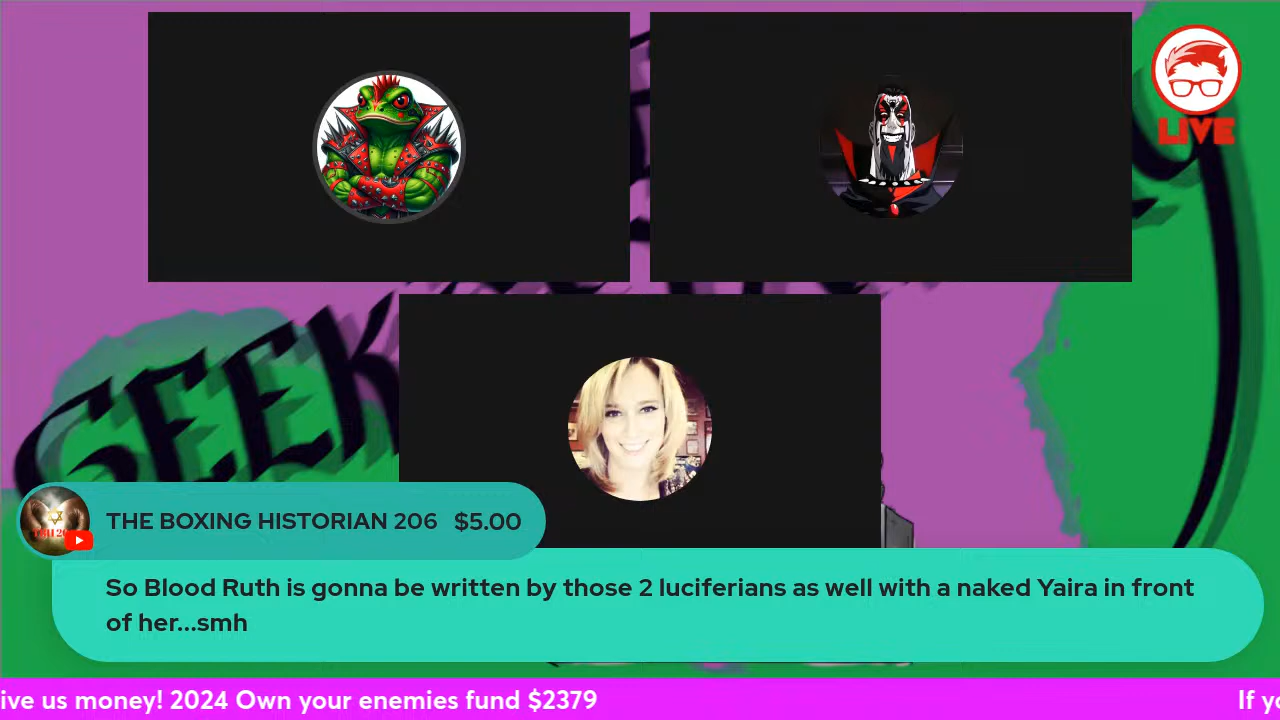 LIVE
GEEK
THE BOXING HISTORIAN 206 $5.00
So Blood Ruth is gonna be written by those 2 luciferians as well with a naked Yaira in front
of her...smh
ive us money! 2024 Own your enemies fund $2379
If yo